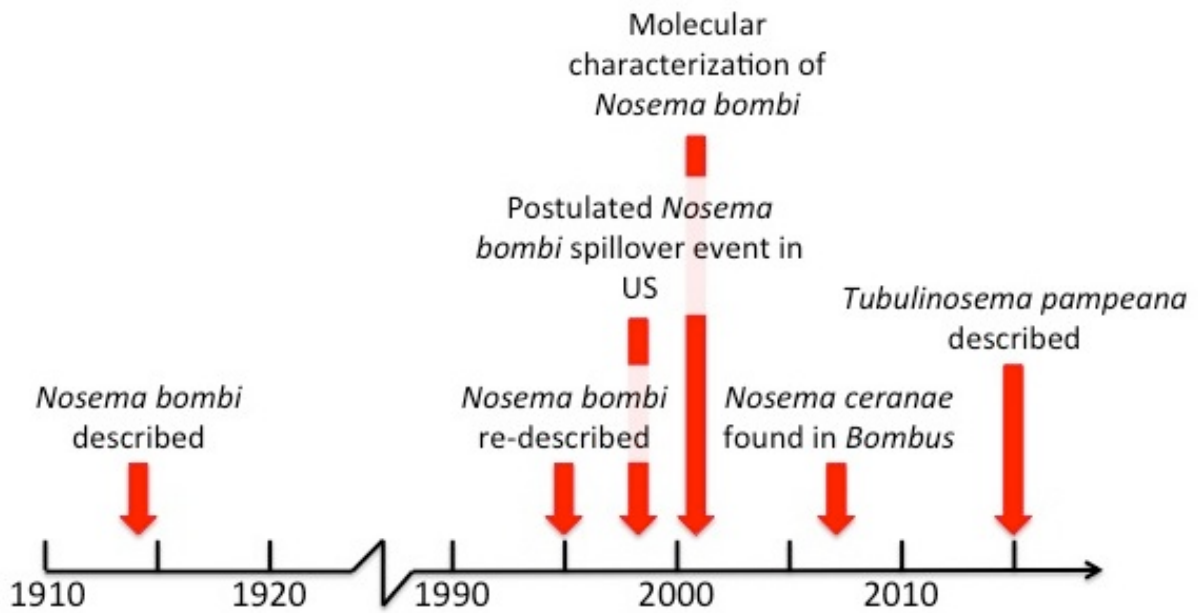 Molecular
characterization of
Nosema bombi
Postulated Nosema
bombi spillover event in
US
Tubulinosema pampeana
described
Nosema bombi
described
Nosema bombi
re-described
Nosema ceranae
found in Bombus
1910
1920
1990
2000
2010